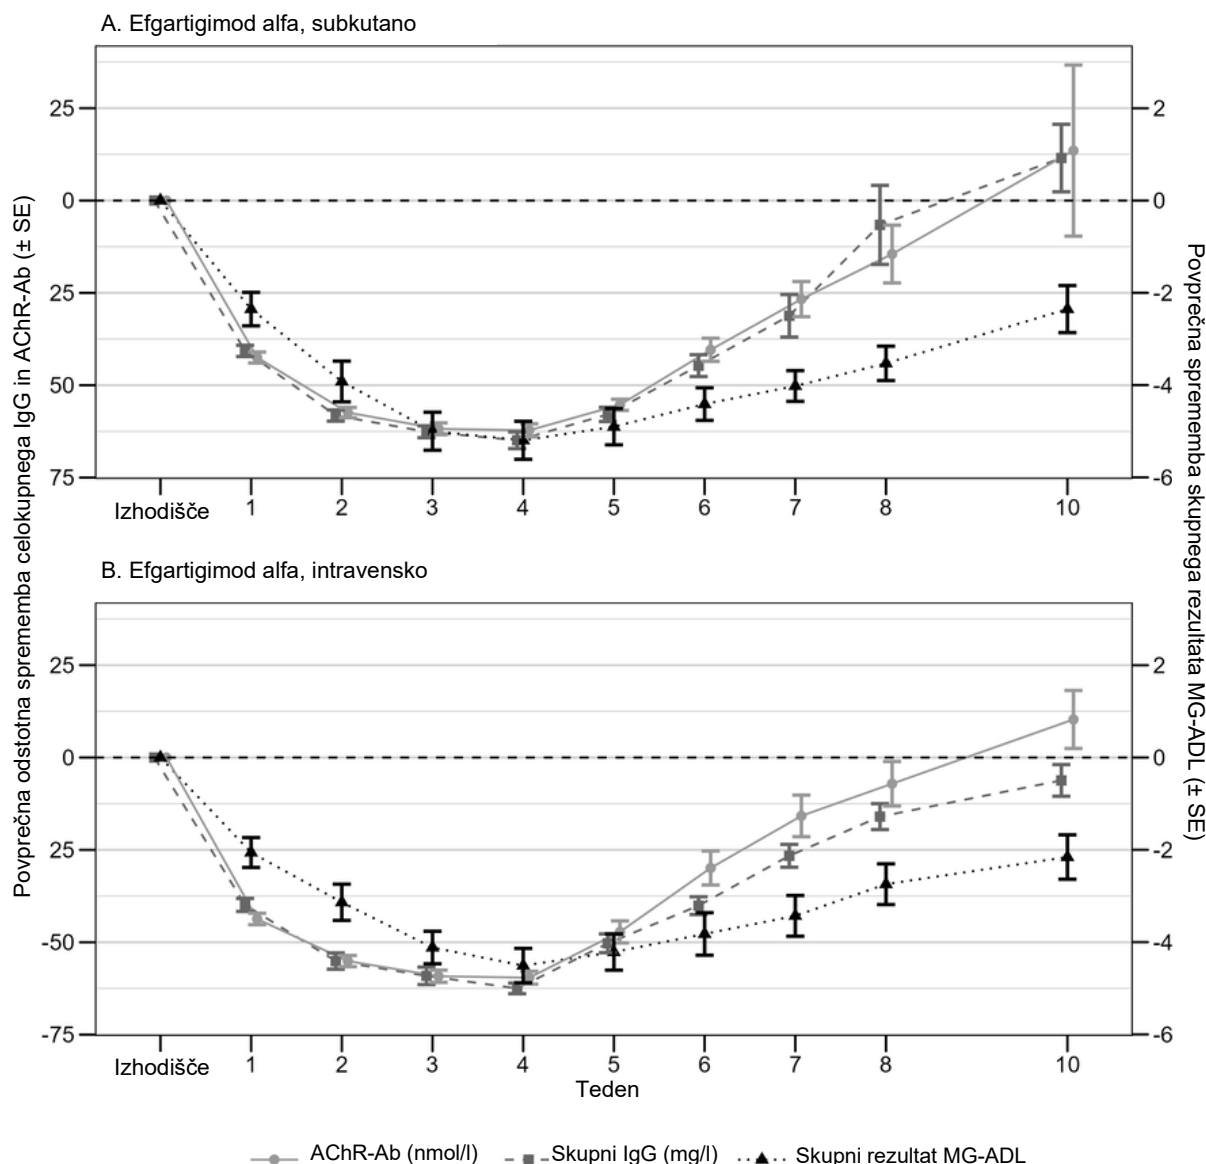 A. Efgartigimod alfa, subkutano
Povprečna odstotna sprememba celokupnega IgG in AChR-Ab (± SE)
25
0
25
50
75
2
0
-2
-4
-6
Izhodišče 1 2 3 4 5 6 7 8 10
Povprečna sprememba skupnega rezultata MG-ADL (± SE)
B. Efgartigimod alfa, intravensko
25
0
25
-50
-75
2
0
-2
-4
-6
Izhodišče 1 2 3 4 5 6 7 8 10
Teden
AChR-Ab (nmol/l) Skupni IgG (mg/l) Skupni rezultat MG-ADL